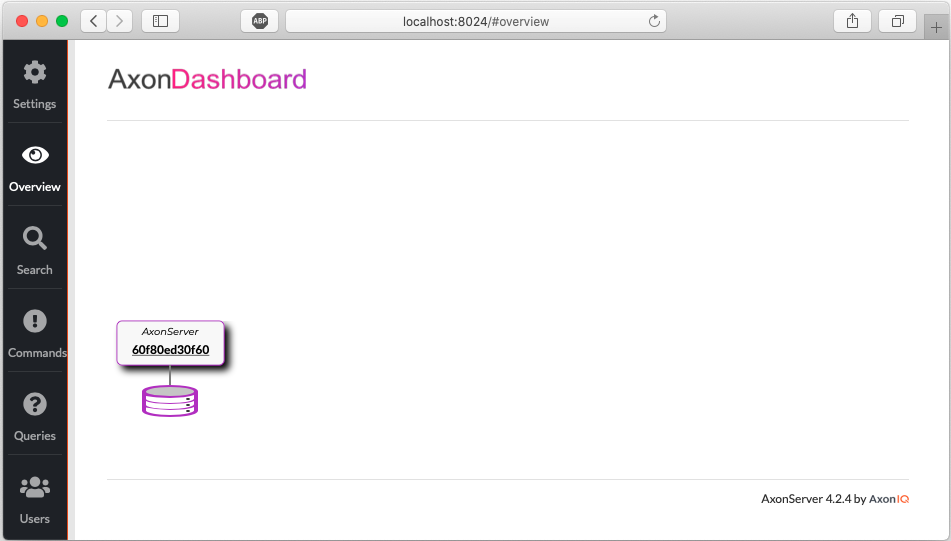 ABP
localhost:8024/#overview
AxonDashboard
Settings
Overview
Search
Commands
Queries
Users
AxonServer
60f80ed30f60
AxonServer 4.2.4 by AxonIQ